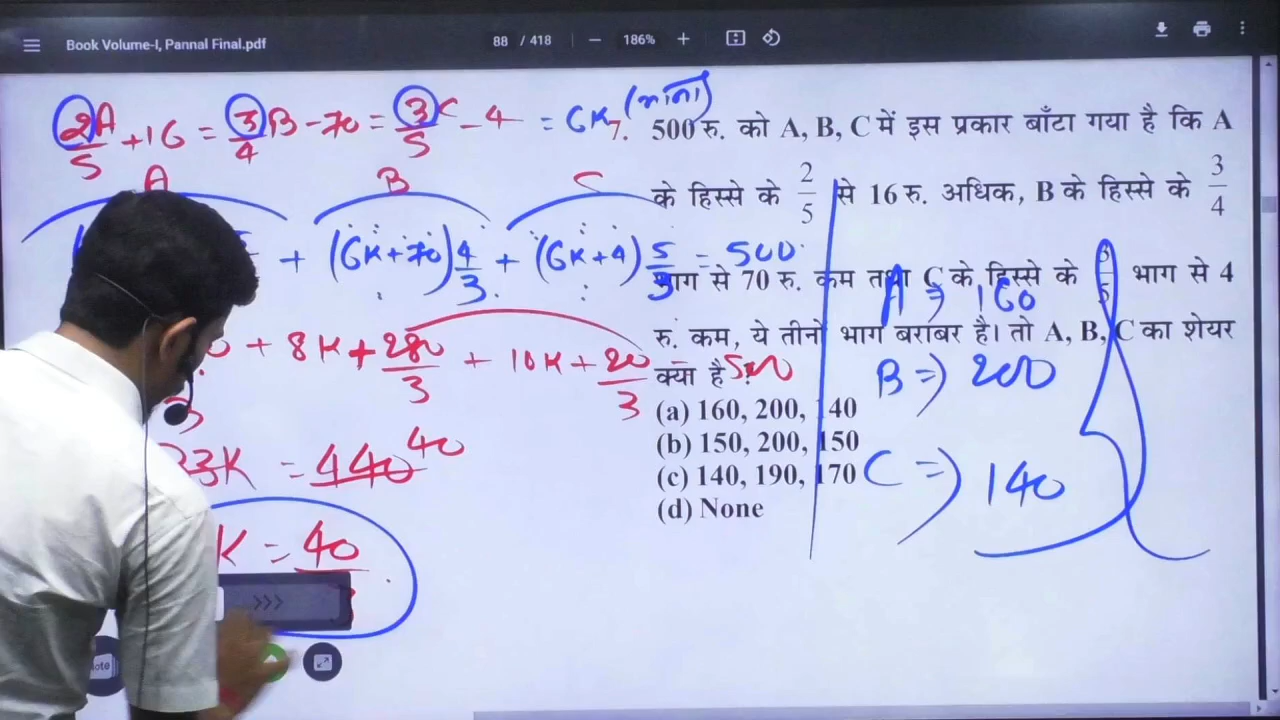 Book Volume-I, Pannal Final.pdf
88 / 418
186%
2A/5 + 16 = 3/4 B - 70 = 3/5 C - 4 = 6K (माना)
7. 500 रु. को A, B, C में इस प्रकार बाँटा गया है कि A
के हिस्से के 2/5 से 16 रु. अधिक, B के हिस्से के 3/4
भाग से 70 रु. कम तथा C के हिस्से के 3/5 भाग से 4
रु. कम, ये तीनों भाग बराबर है। तो A, B, C का शेयर
क्या है ?
(a) 160, 200, 140
(b) 150, 200, 150
(c) 140, 190, 170
(d) None
A B C
+ (6K+70) 4/3 + (6K+4) 5/3 = 500
+ 8K + 280/3 + 10K + 20/3 = 500
33K = 440 40
K = 40
A ⇒ 160
B ⇒ 200
C ⇒ 140
>>>